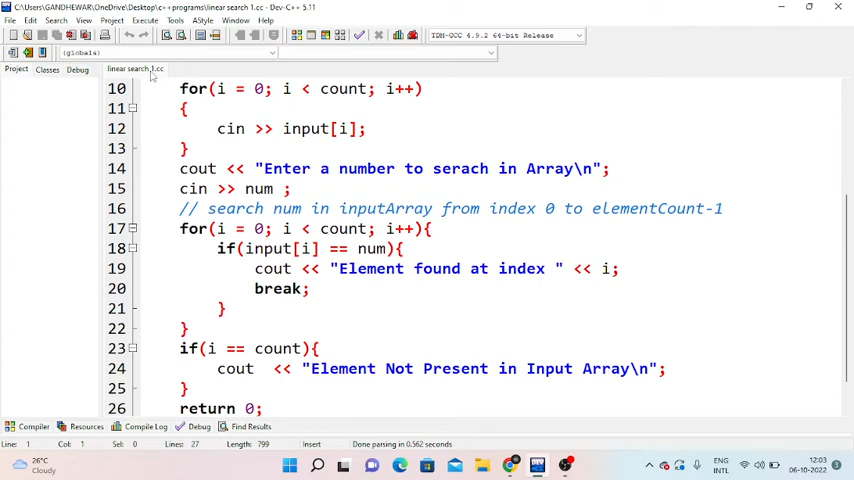 C:\Users\GANDHEWAR\OneDrive\Desktop\c++ programs\linear search 1.cc - Dev-C++ 5.11
File Edit Search View Project Execute Tools AStyle Window Help
TDM-GCC 4.9.2 64-bit Release
(globals)
Project Classes Debug linear search 1.cc
10 for(i = 0; i < count; i++)
11 {
12 cin >> input[i];
13 }
14 cout << "Enter a number to serach in Array\n";
15 cin >> num ;
16 // search num in inputArray from index 0 to elementCount-1
17 for(i = 0; i < count; i++){
18 if(input[i] == num){
19 cout << "Element found at index " << i;
20 break;
21 }
22 }
23 if(i == count){
24 cout  << "Element Not Present in Input Array\n";
25 }
26 return 0;
Compiler Resources Compile Log Debug Find Results
Line: 1 Col: 1 Sel: 0 Lines: 27 Length: 799 Insert Done parsing in 0.562 seconds
26°C
Cloudy
ENG
INTL
12:03
06-10-2022